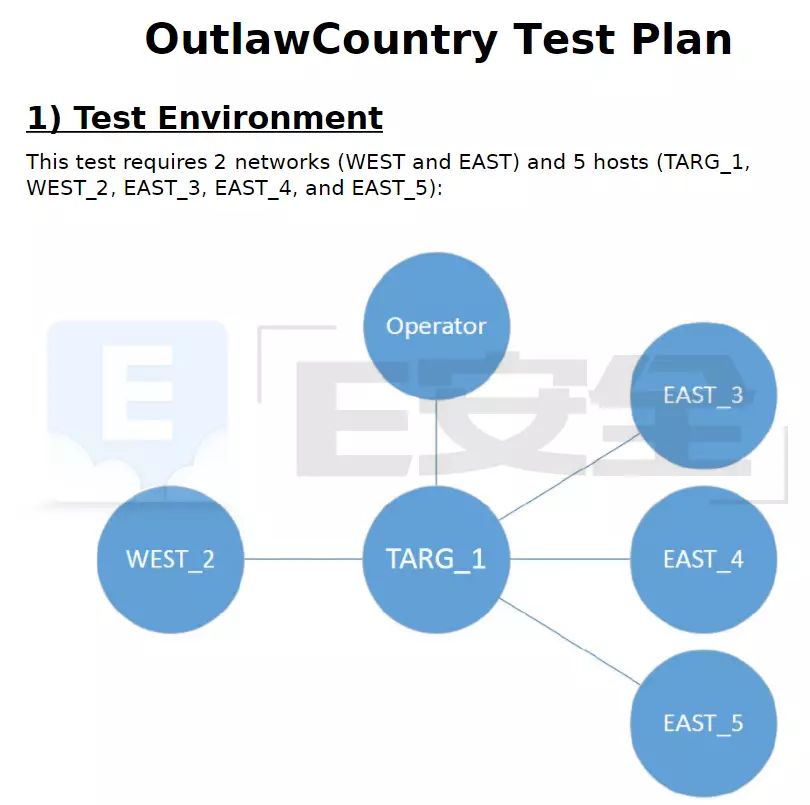 OutlawCountry Test Plan
1) Test Environment
This test requires 2 networks (WEST and EAST) and 5 hosts (TARG_1,
WEST_2, EAST_3, EAST_4, and EAST_5):
Operator
E
E安全
EAST_3
WEST_2
TARG_1
EAST_4
EAST_5